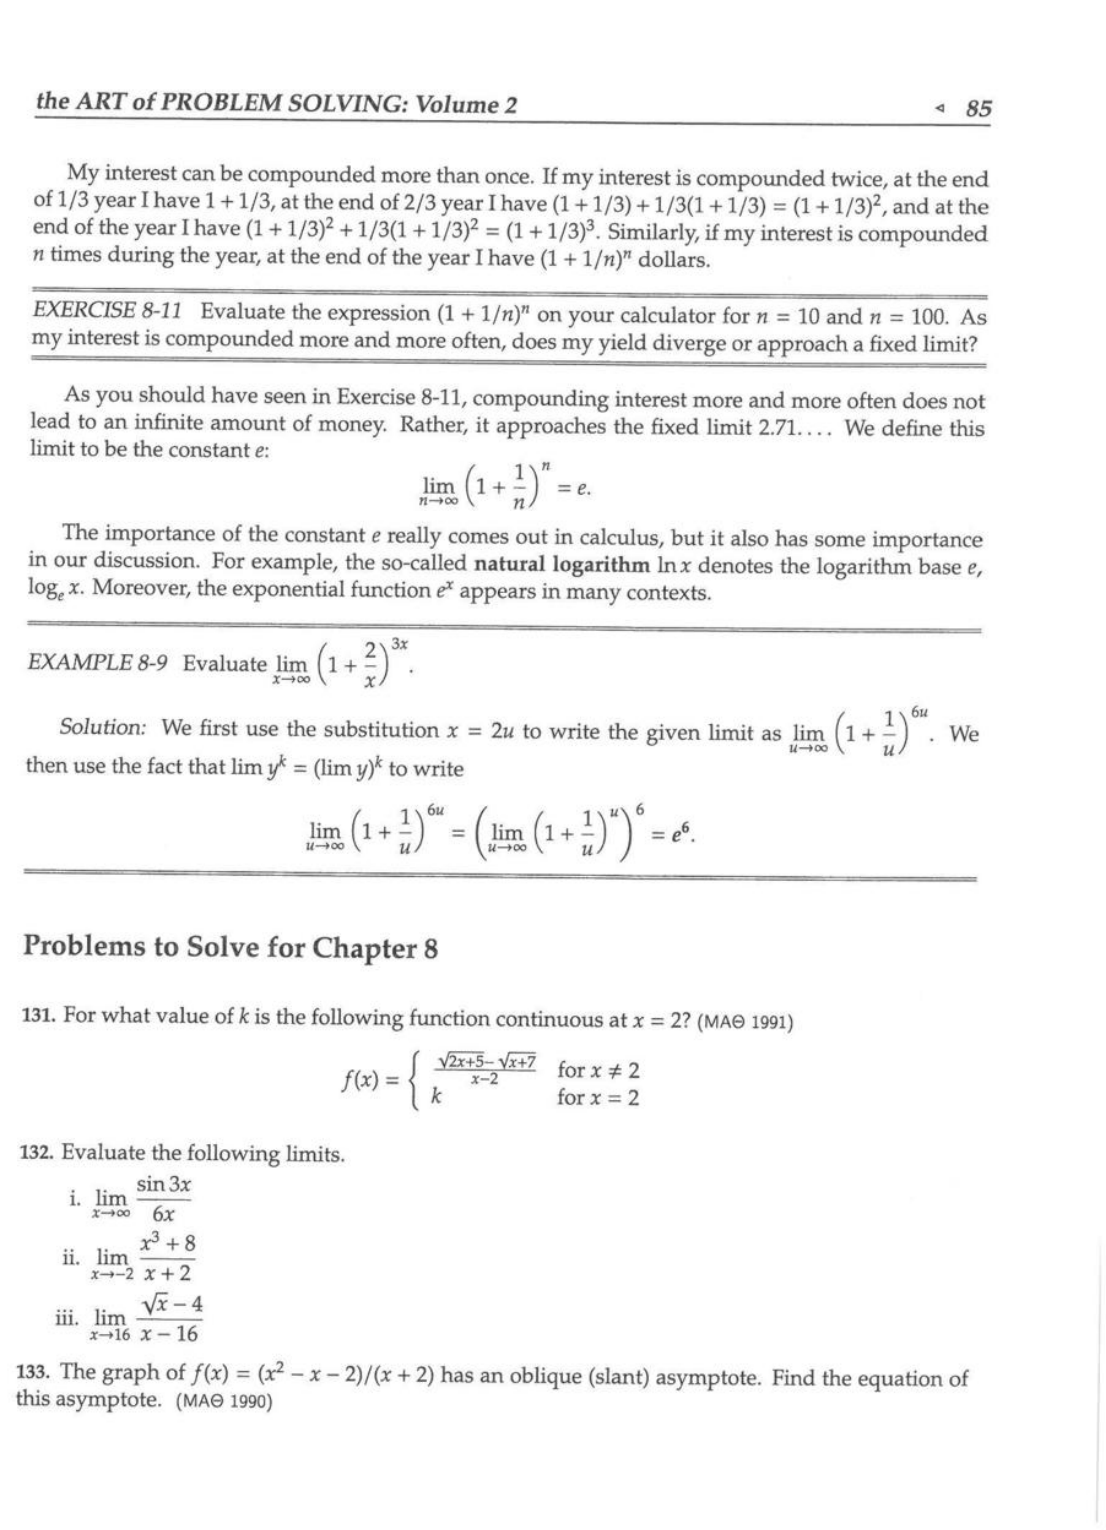 the ART of PROBLEM SOLVING: Volume 2 ◃ 85
My interest can be compounded more than once. If my interest is compounded twice, at the end
of 1/3 year I have 1 + 1/3, at the end of 2/3 year I have (1 + 1/3) + 1/3(1 + 1/3) = (1 + 1/3)², and at the
end of the year I have (1 + 1/3)² + 1/3(1 + 1/3)² = (1 + 1/3)³. Similarly, if my interest is compounded
n times during the year, at the end of the year I have (1 + 1/n)ⁿ dollars.
EXERCISE 8-11 Evaluate the expression (1 + 1/n)ⁿ on your calculator for n = 10 and n = 100. As
my interest is compounded more and more often, does my yield diverge or approach a fixed limit?
As you should have seen in Exercise 8-11, compounding interest more and more often does not
lead to an infinite amount of money. Rather, it approaches the fixed limit 2.71.... We define this
limit to be the constant e:
lim_{n→∞} (1 + 1/n)ⁿ = e.
The importance of the constant e really comes out in calculus, but it also has some importance
in our discussion. For example, the so-called natural logarithm ln x denotes the logarithm base e,
logₑ x. Moreover, the exponential function eˣ appears in many contexts.
EXAMPLE 8-9 Evaluate lim_{x→∞} (1 + 2/x)^{3x}.
Solution: We first use the substitution x = 2u to write the given limit as lim_{u→∞} (1 + 1/u)^{6u}. We
then use the fact that lim yᵏ = (lim y)ᵏ to write
lim_{u→∞} (1 + 1/u)^{6u} = (lim_{u→∞} (1 + 1/u)^u)^6 = e⁶.
Problems to Solve for Chapter 8
131. For what value of k is the following function continuous at x = 2? (MAΘ 1991)
f(x) = { (√(2x+5) − √(x+7))/(x−2) for x ≠ 2
k for x = 2
132. Evaluate the following limits.
i. lim_{x→∞} sin 3x / 6x
ii. lim_{x→−2} (x³ + 8)/(x + 2)
iii. lim_{x→16} (√x − 4)/(x − 16)
133. The graph of f(x) = (x² − x − 2)/(x + 2) has an oblique (slant) asymptote. Find the equation of
this asymptote. (MAΘ 1990)